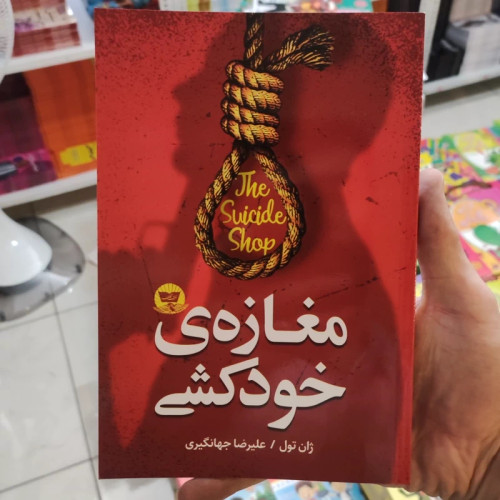 The
Suicide
Shop
مغازه‌ی
خودکشی
ژان تول / علیرضا جهانگیری